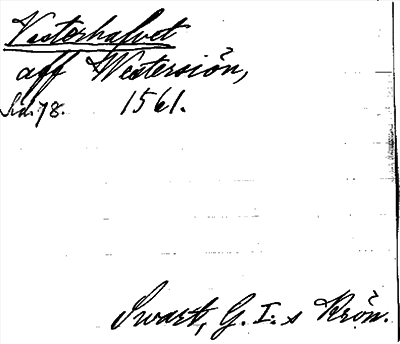 Vesterhafvet
aff Westersiön,
Sid. 78. 1561.
Swart, G. I:s Krön.